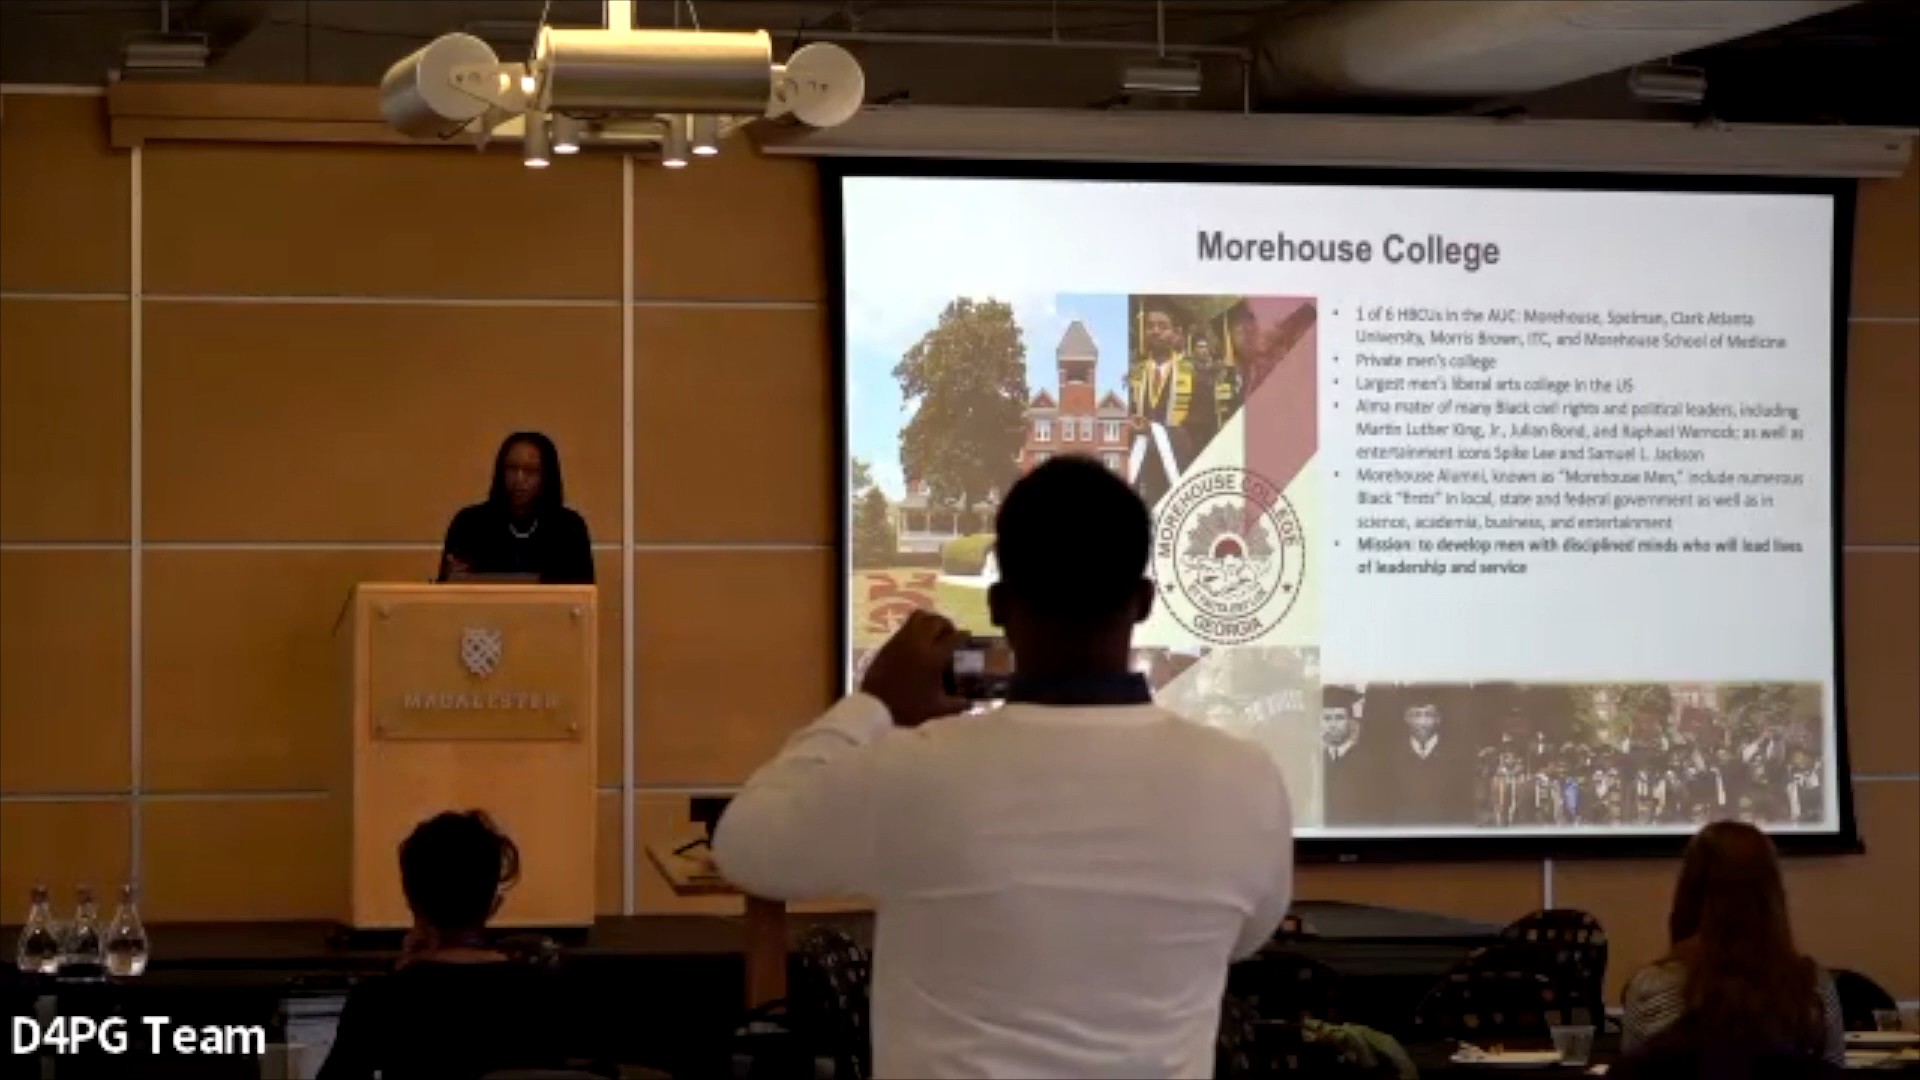 Morehouse College
• 1 of 6 HBCUs in the AUC: Morehouse, Spelman, Clark Atlanta
University, Morris Brown, ITC, and Morehouse School of Medicine
• Private men's college
• Largest men's liberal arts college in the US
• Alma mater of many Black civil rights and political leaders, including
Martin Luther King, Jr., Julian Bond, and Raphael Warnock; as well as
entertainment icons Spike Lee and Samuel L. Jackson
• Morehouse Alumni, known as "Morehouse Men," include numerous
Black "firsts" in local, state and federal government as well as in
science, academia, business, and entertainment
• Mission: to develop men with disciplined minds who will lead lives
of leadership and service
MOREHOUSE COLLEGE
GEORGIA
MACALESTER
D4PG Team